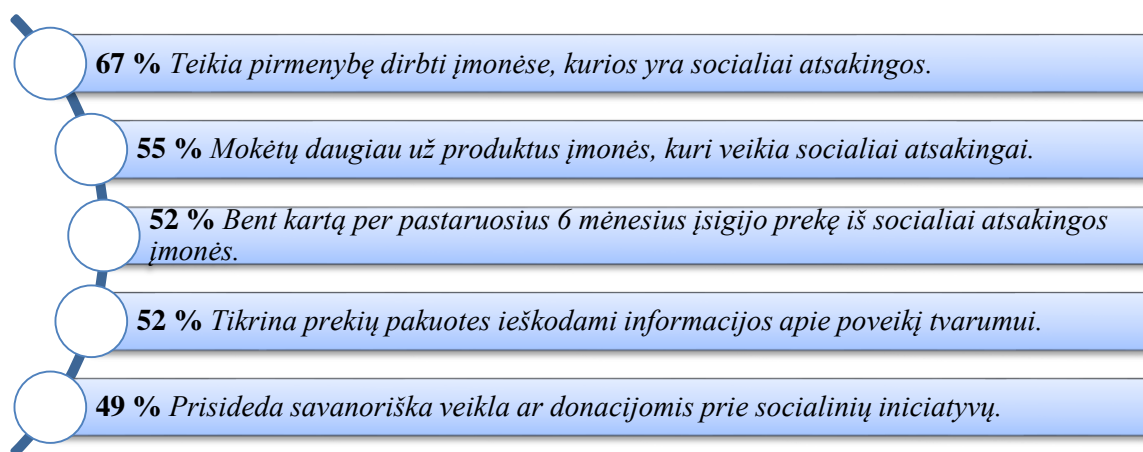 67 % Teikia pirmenybę dirbti įmonėse, kurios yra socialiai atsakingos.
55 % Mokėtų daugiau už produktus įmonės, kuri veikia socialiai atsakingai.
52 % Bent kartą per pastaruosius 6 mėnesius įsigijo prekę iš socialiai atsakingos
įmonės.
52 % Tikrina prekių pakuotes ieškodami informacijos apie poveikį tvarumui.
49 % Prisideda savanoriška veikla ar donacijomis prie socialinių iniciatyvų.